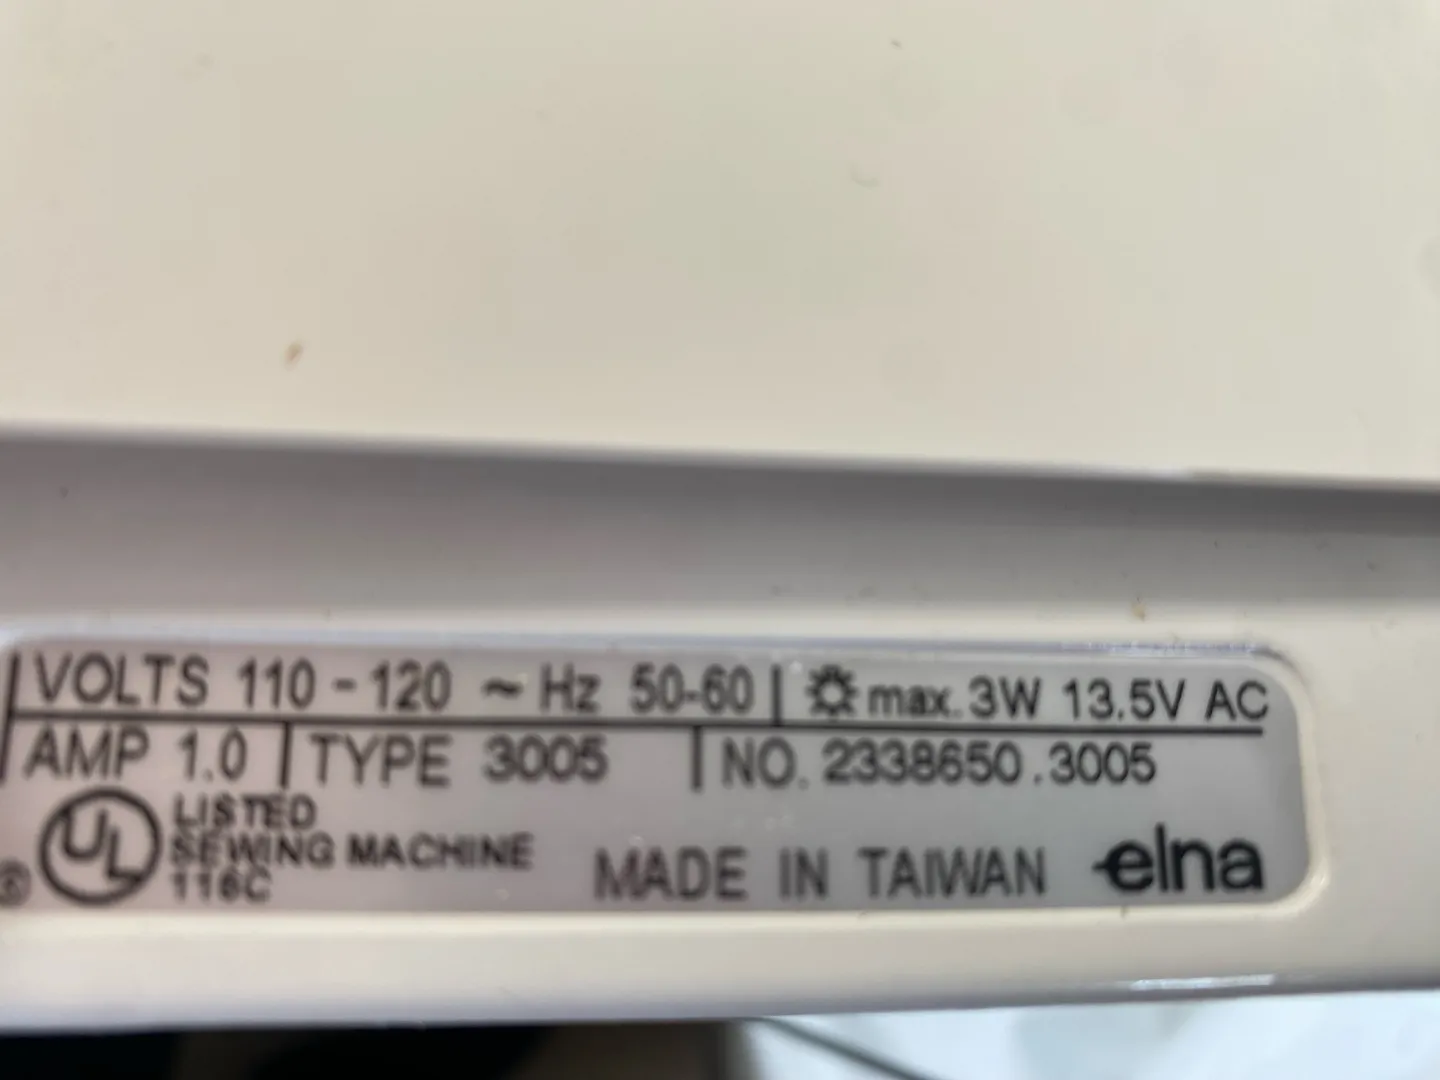 VOLTS 110 - 120 ~ Hz 50-60 max. 3W 13.5V AC
AMP 1.0 TYPE 3005 NO. 2338650.3005
UL LISTED
SEWING MACHINE
116C
MADE IN TAIWAN elna